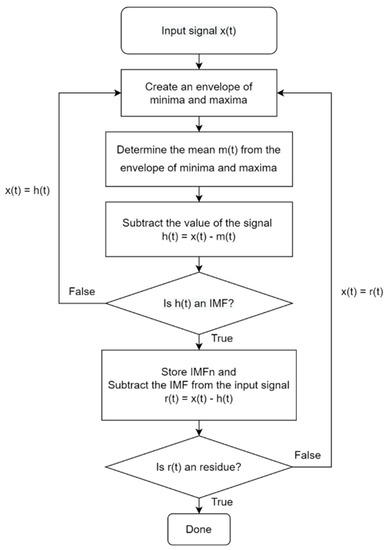 Input signal x(t)
Create an envelope of
minima and maxima
Determine the mean m(t) from the
envelope of minima and maxima
x(t) = h(t)
Subtract the value of the signal
h(t) = x(t) - m(t)
x(t) = r(t)
False
Is h(t) an IMF?
True
Store IMFn and
Subtract the IMF from the input signal
r(t) = x(t) - h(t)
False
Is r(t) an residue?
True
Done